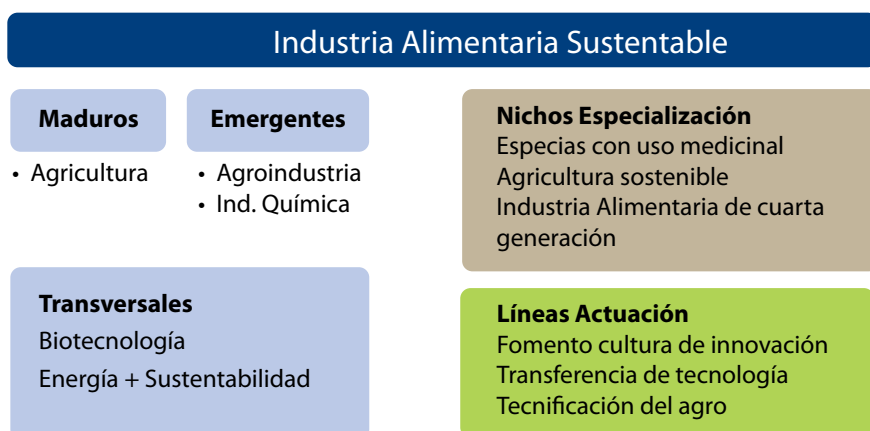 Industria Alimentaria Sustentable
Maduros
• Agricultura
Emergentes
• Agroindustria
• Ind. Química
Transversales
Biotecnología
Energía + Sustentabilidad
Nichos Especialización
Especias con uso medicinal
Agricultura sostenible
Industria Alimentaria de cuarta
generación
Líneas Actuación
Fomento cultura de innovación
Transferencia de tecnología
Tecnificación del agro